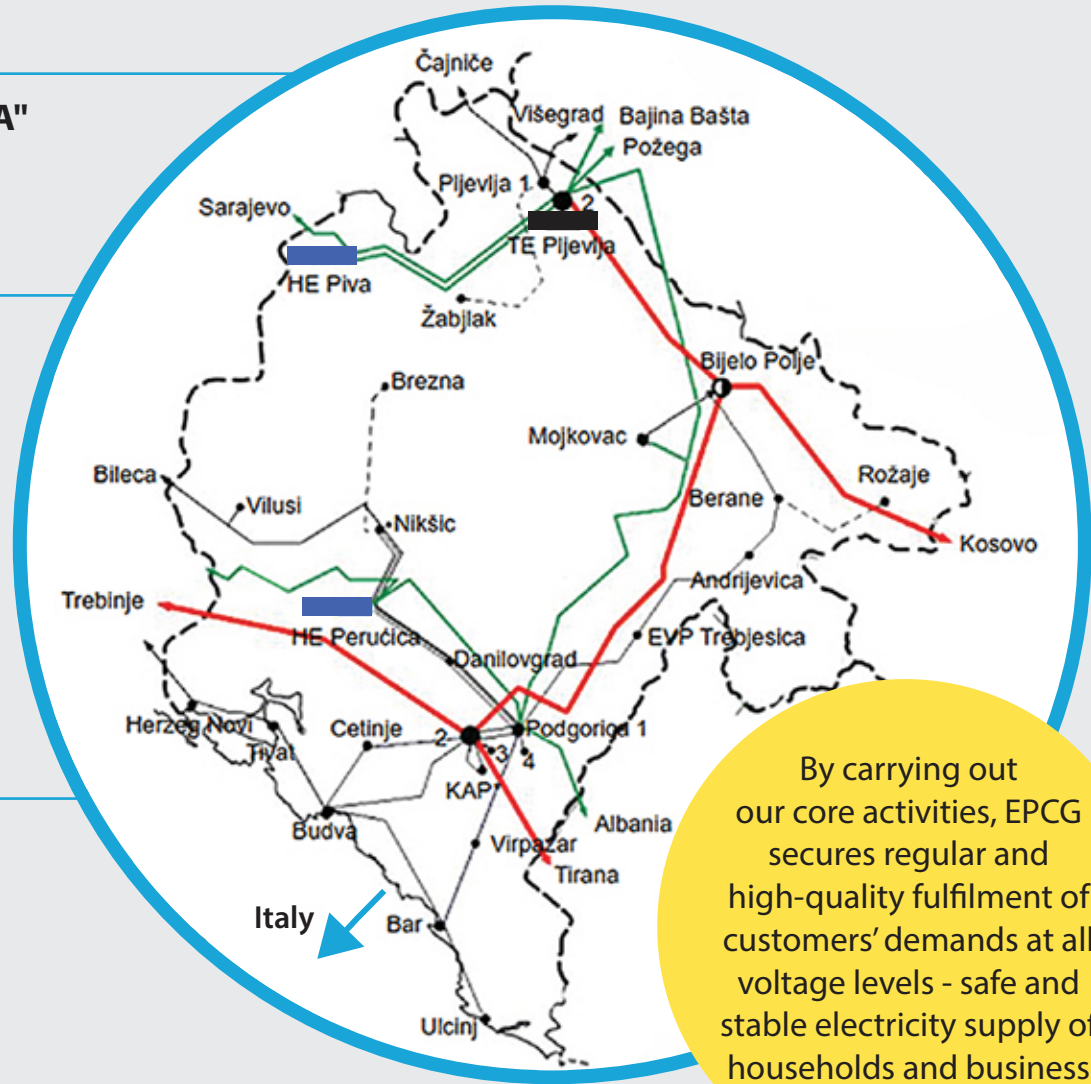 A"
Čajniče
Višegrad
Bajina Bašta
Požega
Pljevlja 1
2
Sarajevo
TE Pljevlja
HE Piva
Žabjlak
Bijelo Polje
Brezna
Mojkovac
Bileca
Vilusi
Rožaje
Berane
Nikšic
Kosovo
Andrijevica
Trebinje
HE Perućica
EVP Trebjesica
Danilovgrad
Herzeg Novi
Tivat
Cetinje
2
Podgorica 1
3
4
KAP
Budva
Albania
Virpazar
Tirana
Italy
Bar
Ulcinj
By carrying out
our core activities, EPCG
secures regular and
high-quality fulfilment of
customers' demands at all
voltage levels - safe and
stable electricity supply of
households and business